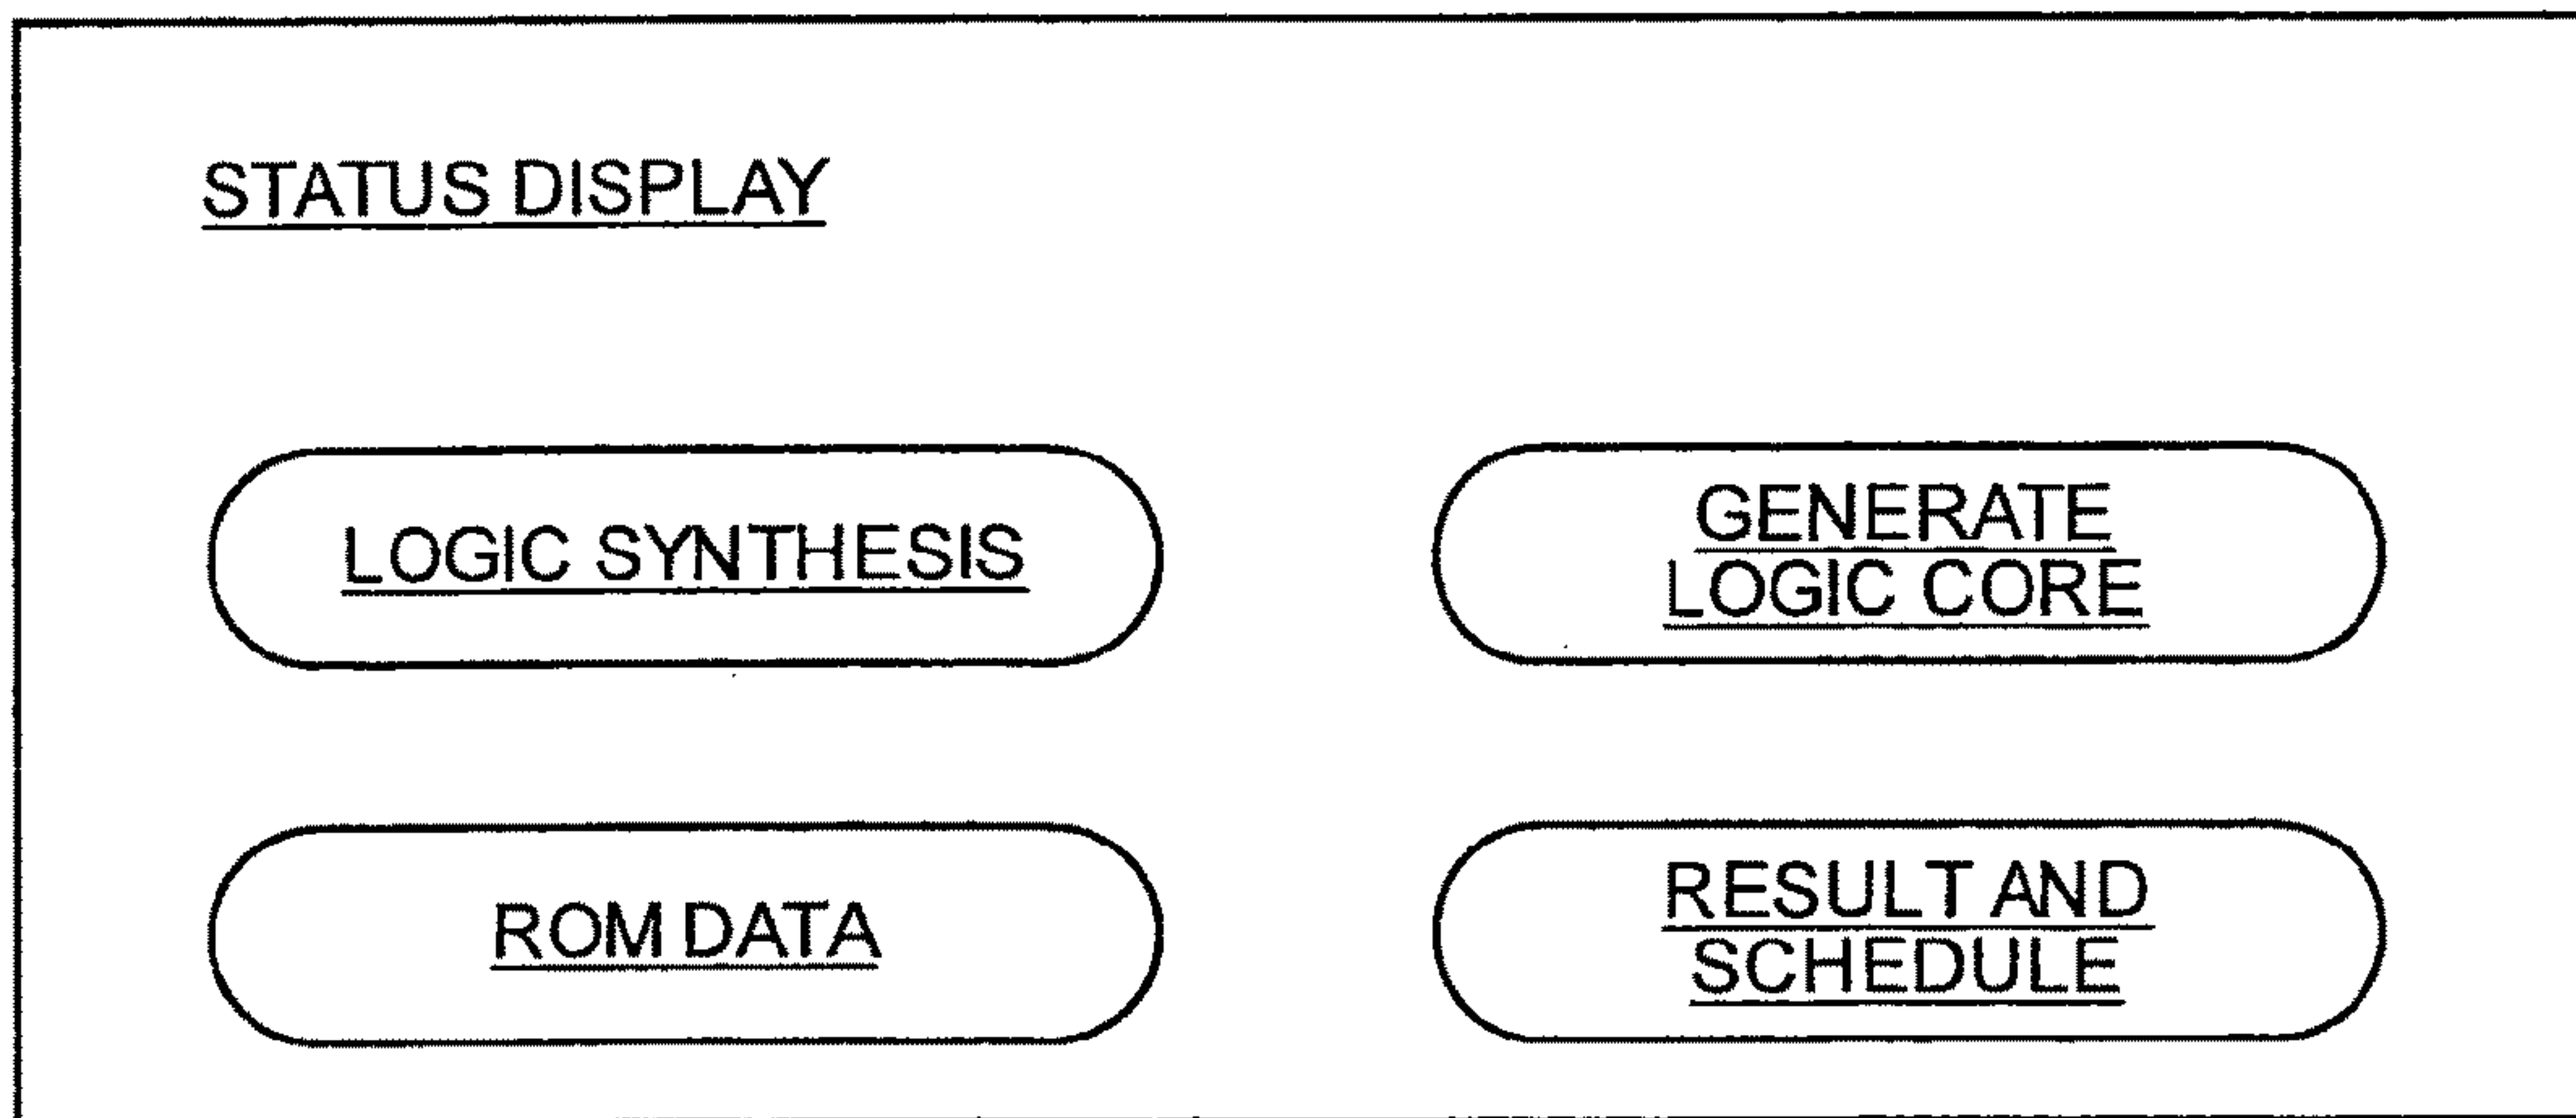 STATUS DISPLAY
LOGIC SYNTHESIS
GENERATE
LOGIC CORE
ROM DATA
RESULT AND
SCHEDULE